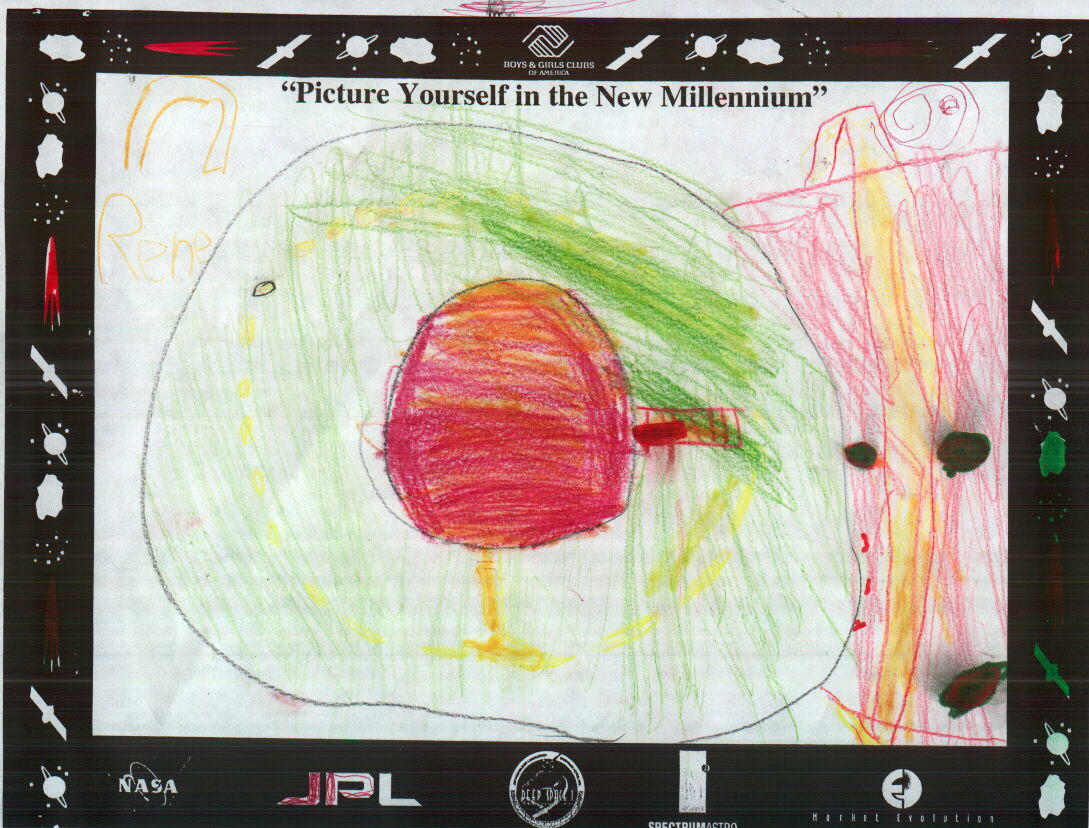 BOYS & GIRLS CLUBS
OF AMERICA
“Picture Yourself in the New Millennium”
Rene
NASA
JPL
DEEP SPACE 1
SPECTRUMASTRO
Market Evolution